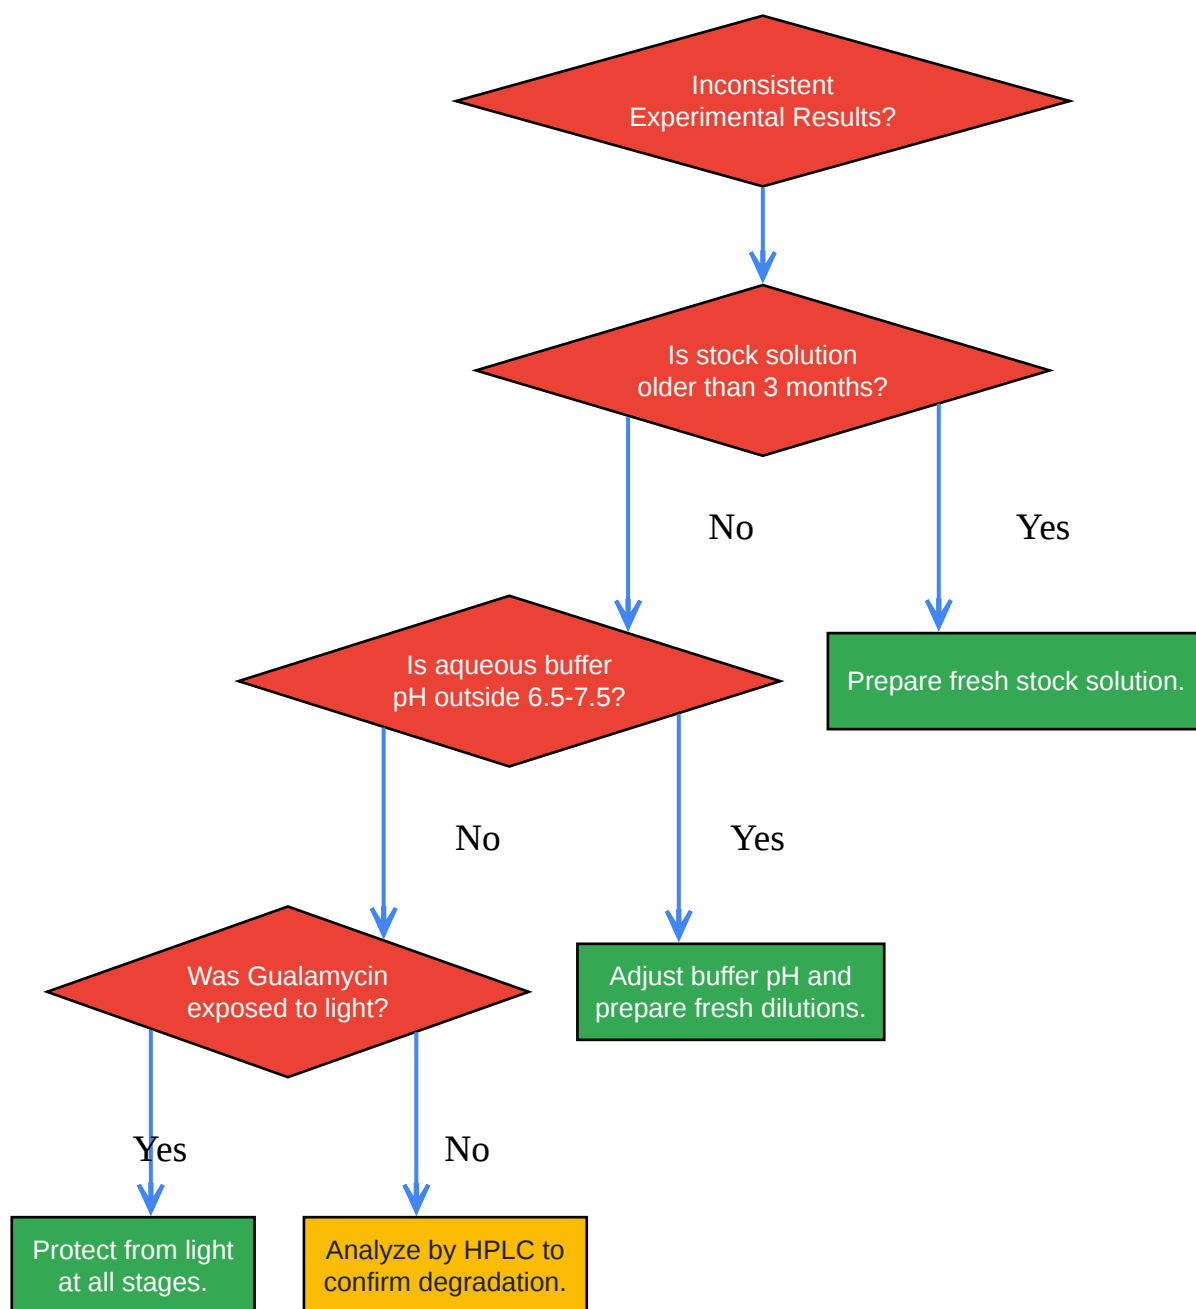 Inconsistent
Experimental Results?
Is stock solution
older than 3 months?
No
Yes
Is aqueous buffer
pH outside 6.5-7.5?
Prepare fresh stock solution.
No
Yes
Was Gualamycin
exposed to light?
Adjust buffer pH and
prepare fresh dilutions.
Yes
No
Protect from light
at all stages.
Analyze by HPLC to
confirm degradation.